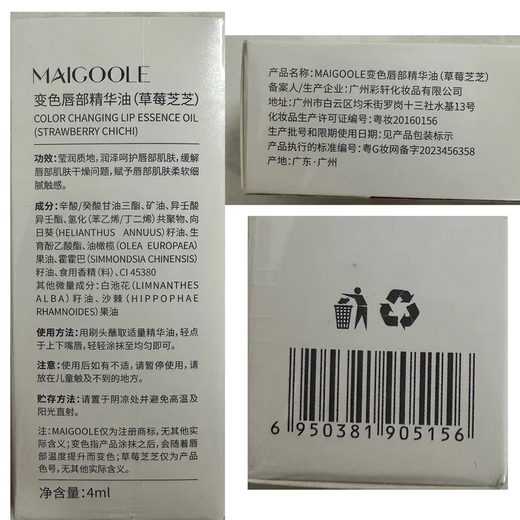 MAIGOOLE
变色唇部精华油(草莓芝芝)
COLOR CHANGING LIP ESSENCE OIL
(STRAWBERRY CHICHI)
功效:莹润质地,润泽呵护唇部肌肤,缓解
唇部肌肤干燥问题,赋予唇部肌肤柔软细
腻触感。
成分:辛酸/癸酸甘油三酯、矿油、异壬酸
异壬酯、氢化(苯乙烯/丁二烯)共聚物、向
日葵(HELIANTHUS ANNUUS)籽油、生
育酚乙酸酯、油橄榄(OLEA EUROPAEA)
果油、霍霍巴(SIMMONDSIA CHINENSIS)
籽油、食用香精(料)、CI 45380
其他微量成分:白池花(LIMNANTHES
ALBA)籽油、沙棘(HIPPOPHAE
RHAMNOIDES)果油
使用方法:用刷头蘸取适量精华油,轻点
于上下嘴唇,轻轻涂抹至均匀即可。
注意:使用后如有不适,请暂停使用,请
放在儿童触及不到的地方。
贮存方法:请置于阴凉处并避免高温及
阳光直射。
注:MAIGOOLE仅为注册商标,无其他实
际含义;变色指产品涂抹之后,会随着唇
部温度提升而变色;草莓芝芝仅为产品
色号,无其他实际含义。
净含量:4ml
产品名称:MAIGOOLE变色唇部精华油(草莓芝芝)
备案人/生产企业:广州彩轩化妆品有限公司
地址:广州市白云区均禾街罗岗十三社水基13号
化妆品生产许可证编号:粤妆20160156
生产批号和限期使用日期:见产品包装标示
产品执行的标准编号:粤G妆网备字2023456358
产地:广东·广州
6 950381 905156